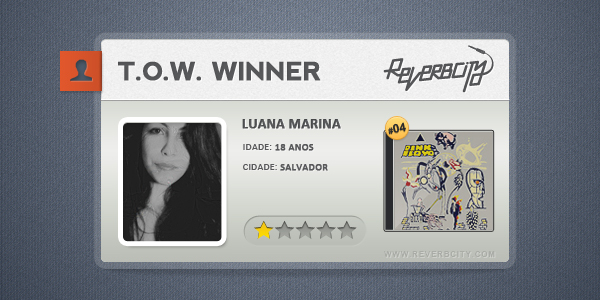 T.O.W. WINNER
REVERBCITY
LUANA MARINA
IDADE: 18 ANOS
CIDADE: SALVADOR
#04
PINK
FLOYD
WWW.REVERBCITY.COM